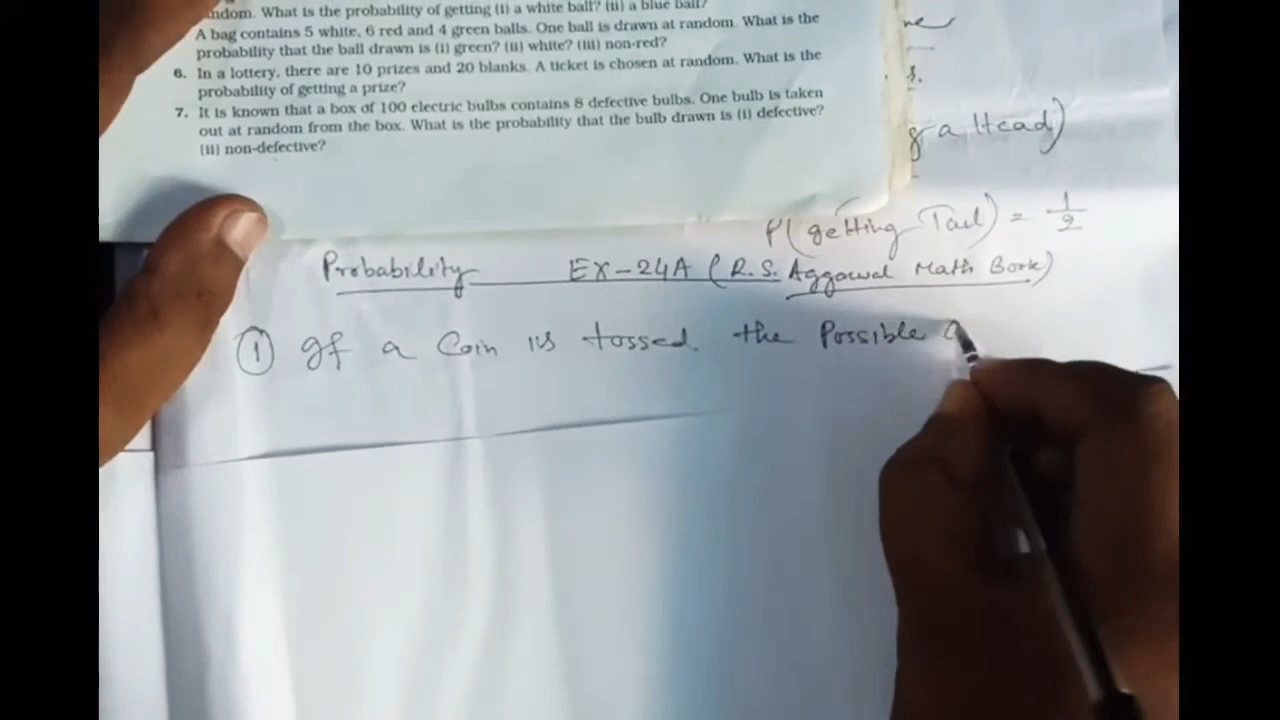 ndom. What is the probability of getting (i) a white ball? (ii) a blue ball?
A bag contains 5 white, 6 red and 4 green balls. One ball is drawn at random. What is the
probability that the ball drawn is (i) green? (ii) white? (iii) non-red?
6. In a lottery, there are 10 prizes and 20 blanks. A ticket is chosen at random. What is the
probability of getting a prize?
7. It is known that a box of 100 electric bulbs contains 8 defective bulbs. One bulb is taken
out at random from the box. What is the probability that the bulb drawn is (i) defective?
(ii) non-defective?
s.
g a Head)
P(getting Tail) = 1/2
Probability EX-24A (R.S. Aggawal Math Book)
1 If a Coin is tossed. the Possible